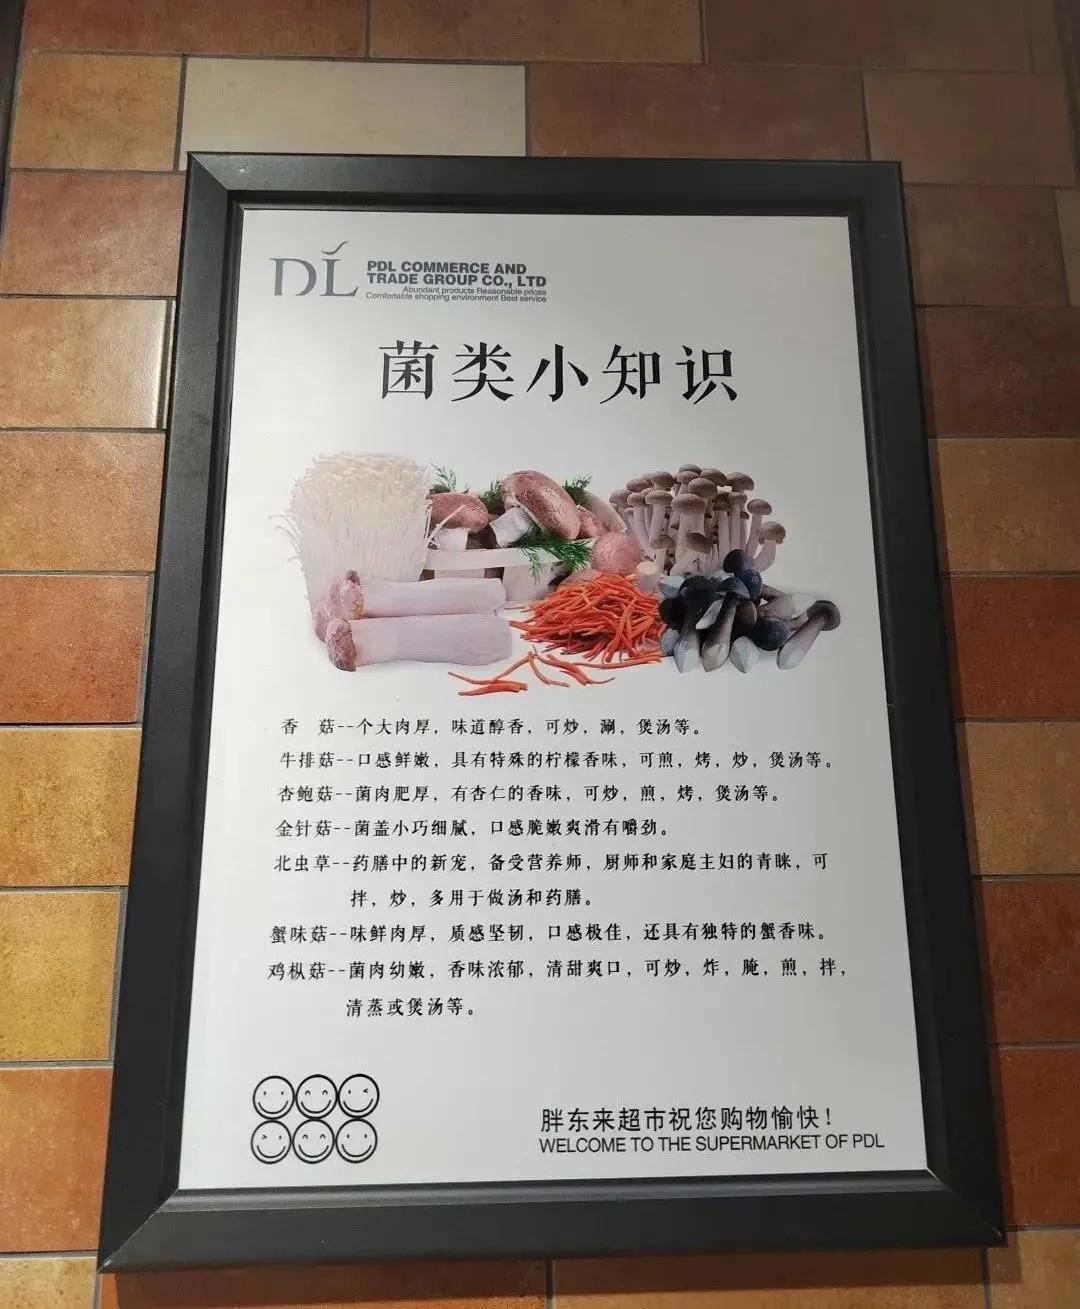 DL
PDL COMMERCE AND
TRADE GROUP CO., LTD
Abundant products Reasonable prices
Comfortable shopping environment Best service
菌类小知识
香 菇--个大肉厚，味道醇香，可炒，涮，煲汤等。
牛排菇--口感鲜嫩，具有特殊的柠檬香味，可煎，烤，炒，煲汤等。
杏鲍菇--菌肉肥厚，有杏仁的香味，可炒，煎，烤，煲汤等。
金针菇--菌盖小巧细腻，口感脆嫩爽滑有嚼劲。
北虫草--药膳中的新宠，备受营养师，厨师和家庭主妇的青睐，可
拌，炒，多用于做汤和药膳。
蟹味菇--味鲜肉厚，质感坚韧，口感极佳，还具有独特的蟹香味。
鸡枞菇--菌肉幼嫩，香味浓郁，清甜爽口，可炒，炸，腌，煎，拌，
清蒸或煲汤等。
胖东来超市祝您购物愉快！
WELCOME TO THE SUPERMARKET OF PDL